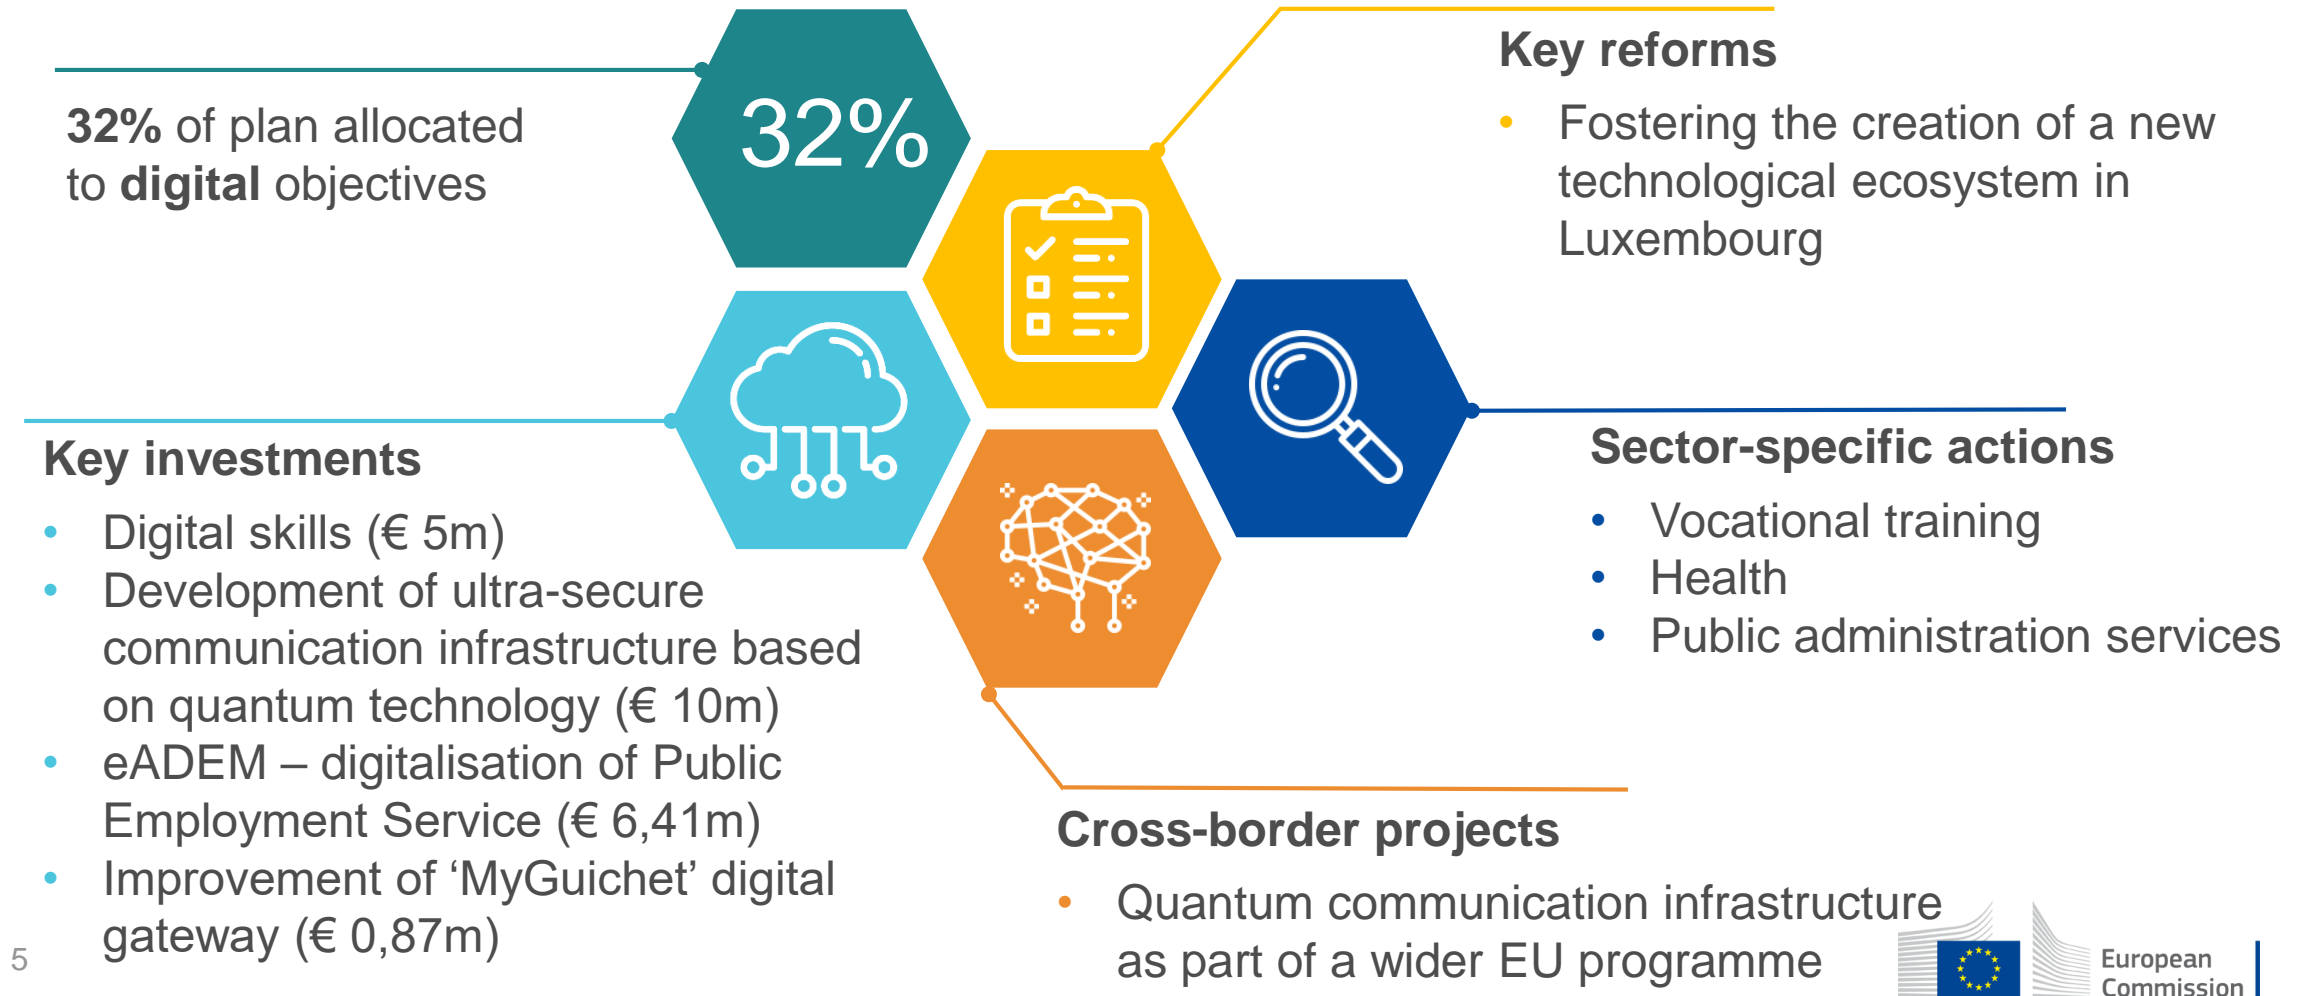 32% of plan allocated
to digital objectives
32%
Key reforms
• Fostering the creation of a new
technological ecosystem in
Luxembourg
Key investments
• Digital skills (€ 5m)
• Development of ultra-secure
communication infrastructure based
on quantum technology (€ 10m)
• eADEM – digitalisation of Public
Employment Service (€ 6,41m)
• Improvement of ‘MyGuichet’ digital
gateway (€ 0,87m)
Sector-specific actions
• Vocational training
• Health
• Public administration services
Cross-border projects
• Quantum communication infrastructure
as part of a wider EU programme
5
European
Commission